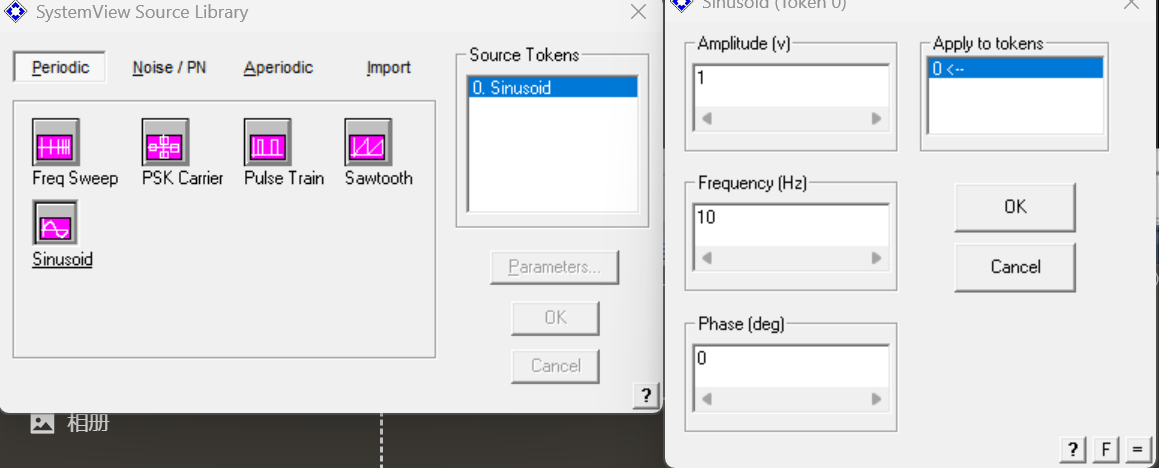 SystemView Source Library
Periodic
Noise / PN
Aperiodic
Import
Freq Sweep
PSK Carrier
Pulse Train
Sawtooth
Sinusoid
Source Tokens
0. Sinusoid
Parameters...
OK
Cancel
?
相册
Sinusoid (Token 0)
Amplitude (v)
1
Frequency (Hz)
10
Phase (deg)
0
Apply to tokens
0 <--
OK
Cancel
? F =